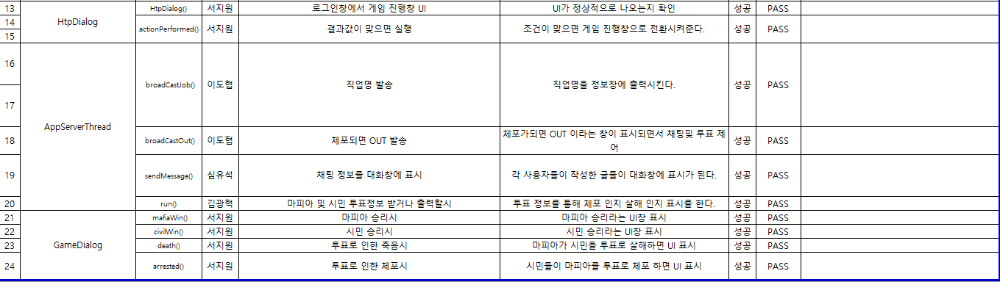 13 HtpDialog HtpDialog() 서지원 로그인창에서 게임 진행창 UI UI가 정상적으로 나오는지 확인 성공 PASS
14 actionPerformed() 서지원 결과값이 맞으면 실행 조건이 맞으면 게임 진행창으로 전환시켜준다. 성공 PASS
15
16 AppServerThread broadCastJob() 이도협 직업명 발송 직업명을 정보창에 출력시킨다. 성공 PASS
17
18 broadCastOut() 이도협 체포되면 OUT 발송 체포가되면 OUT 이라는 창이 표시되면서 채팅및 투표 제
어 성공 PASS
19 sendMessage() 심유석 채팅 정보를 대화창에 표시 각 사용자들이 작성한 글들이 대화창에 표시가 된다. 성공 PASS
20 run() 김광혁 마피아 및 시민 투표정보 받거나 출력할시 투표 정보를 통해 체포 인지 살해 인지 표시를 한다. 성공 PASS
21 GameDialog mafiaWin() 서지원 마피아 승리시 마피아 승리라는 UI창 표시 성공 PASS
22 civilWin() 서지원 시민 승리시 시민 승리라는 UI창 표시 성공 PASS
23 death() 서지원 투표로 인한 죽음시 마피아가 시민을 투표로 살해하면 UI 표시 성공 PASS
24 arrested() 서지원 투표로 인한 체포시 시민들이 마피아를 투표로 체포 하면 UI 표시 성공 PASS